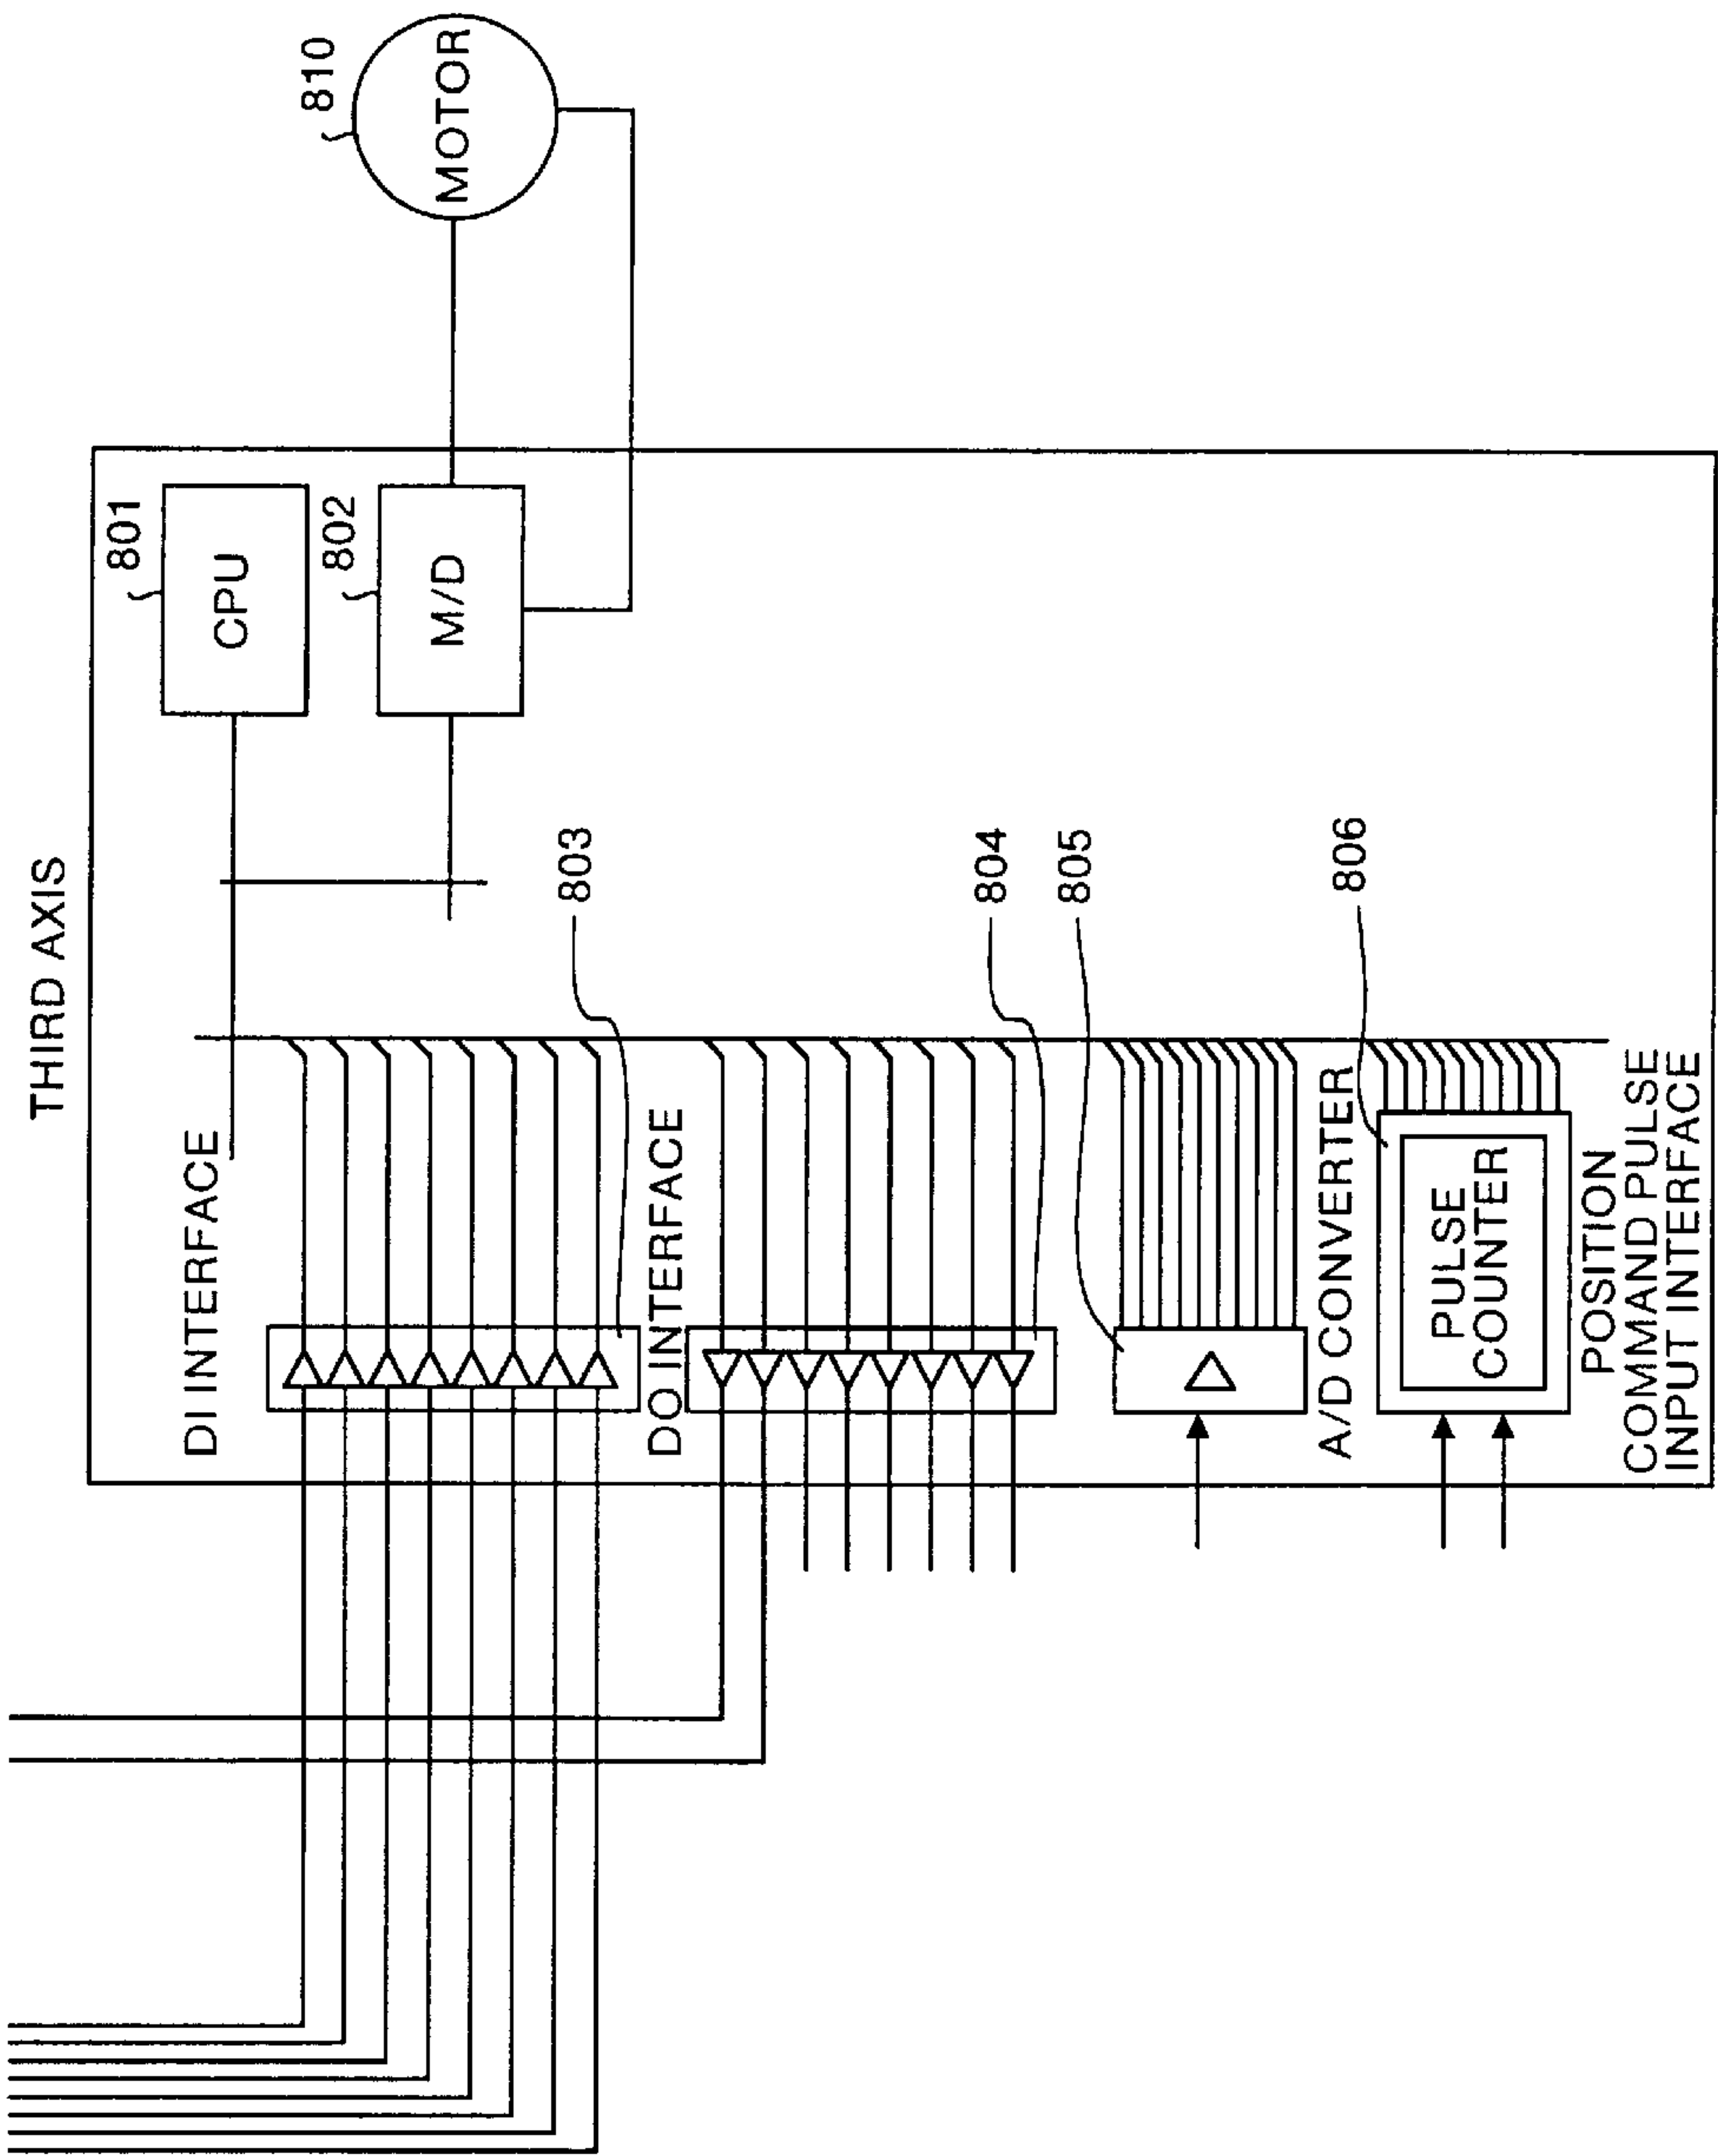 THIRD AXIS
801
CPU
802
M/D
810
MOTOR
DI INTERFACE
803
DO INTERFACE
804
805
A/D CONVERTER
806
PULSE
COUNTER
POSITION
COMMAND PULSE
INPUT INTERFACE